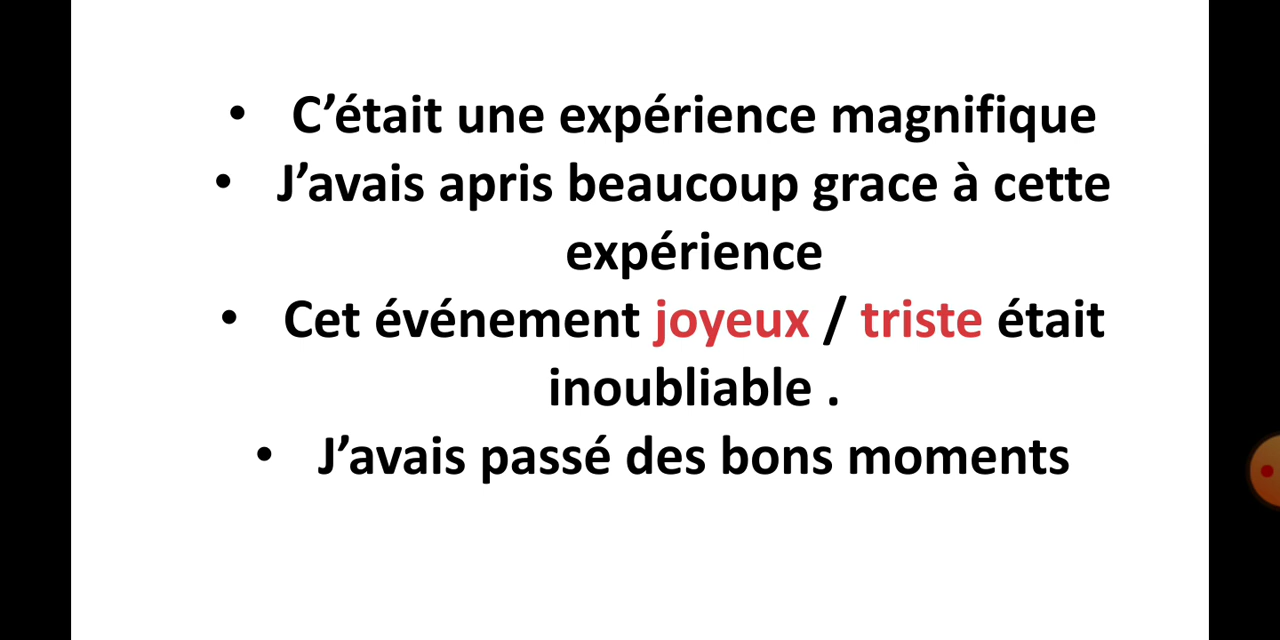 • C’était une expérience magnifique
• J’avais apris beaucoup grace à cette
expérience
• Cet événement joyeux / triste était
inoubliable .
• J’avais passé des bons moments